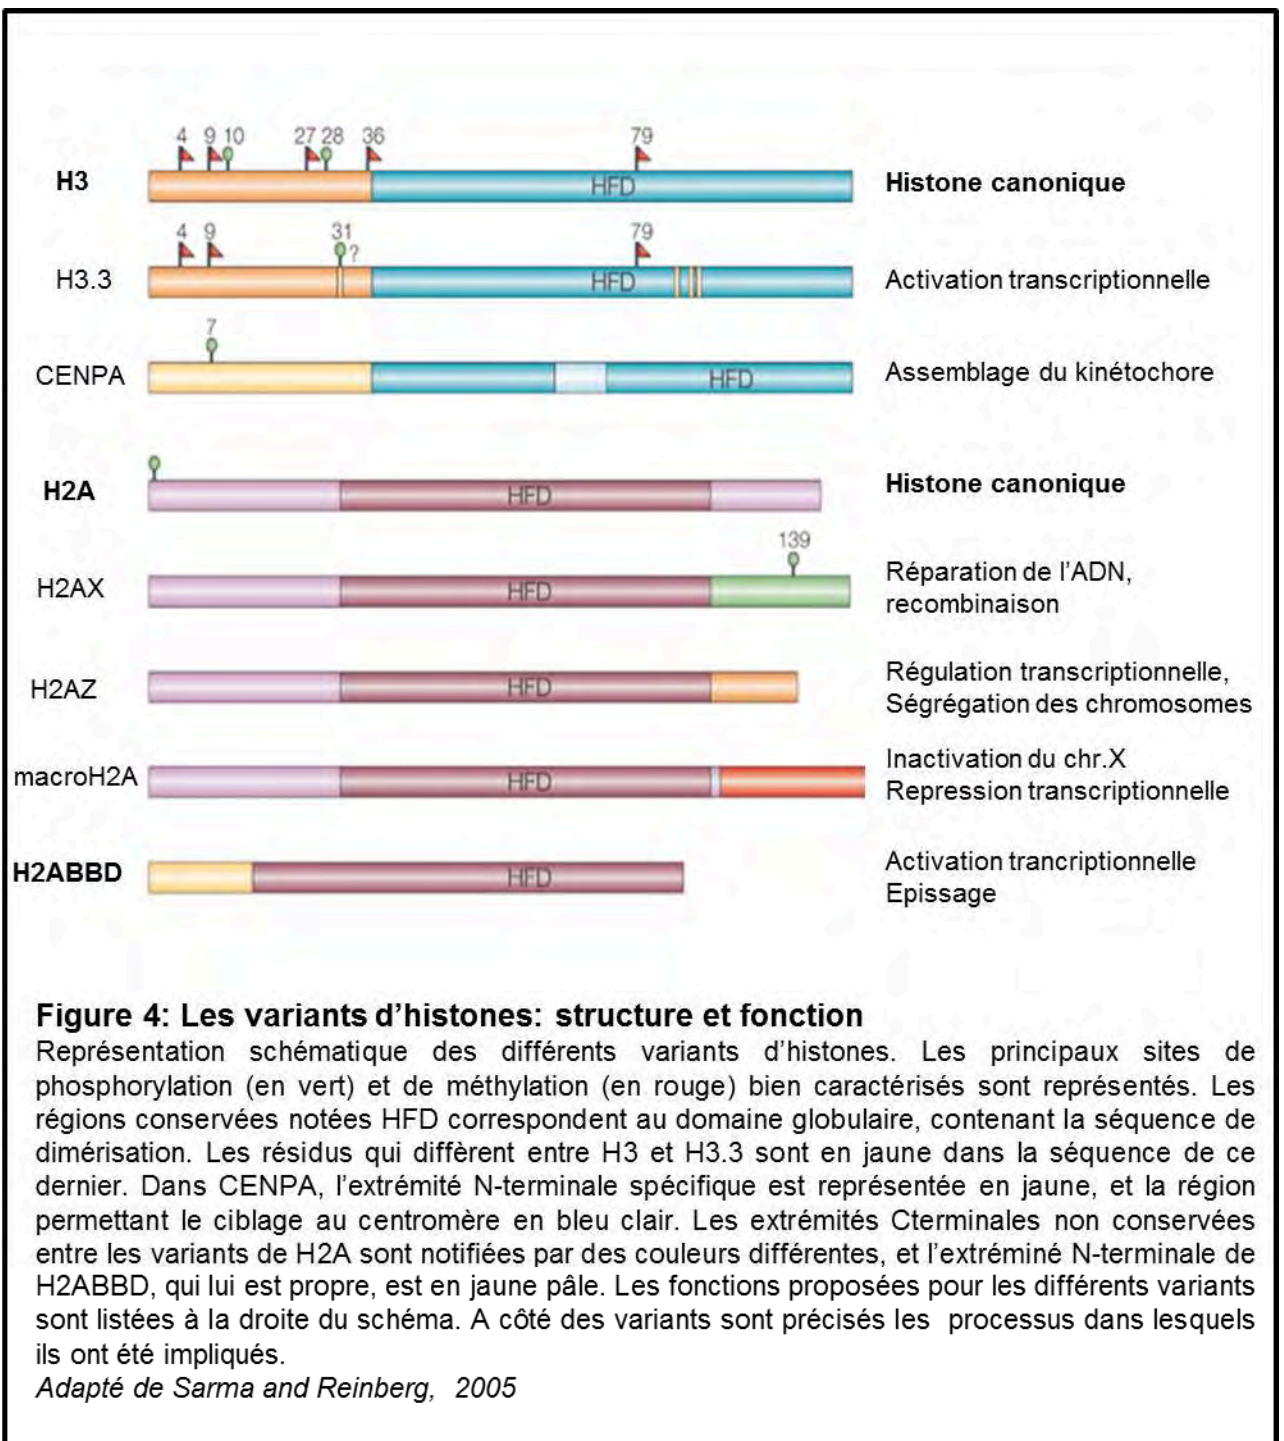 4 9 10 27 28 36 79
H3 HFD Histone canonique
4 9 31 ? 79
H3.3 HFD Activation transcriptionnelle
7
CENPA HFD Assemblage du kinétochore
H2A HFD Histone canonique
139
H2AX HFD Réparation de l'ADN,
recombinaison
H2AZ HFD Régulation transcriptionnelle,
Ségrégation des chromosomes
macroH2A HFD Inactivation du chr.X
Repression transcriptionnelle
H2ABBD HFD Activation trancriptionnelle
Epissage
Figure 4: Les variants d'histones: structure et fonction
Représentation schématique des différents variants d'histones. Les principaux sites de
phosphorylation (en vert) et de méthylation (en rouge) bien caractérisés sont représentés. Les
régions conservées notées HFD correspondent au domaine globulaire, contenant la séquence de
dimérisation. Les résidus qui diffèrent entre H3 et H3.3 sont en jaune dans la séquence de ce
dernier. Dans CENPA, l'extrémité N-terminale spécifique est représentée en jaune, et la région
permettant le ciblage au centromère en bleu clair. Les extrémités Cterminales non conservées
entre les variants de H2A sont notifiées par des couleurs différentes, et l'extréminé N-terminale de
H2ABBD, qui lui est propre, est en jaune pâle. Les fonctions proposées pour les différents variants
sont listées à la droite du schéma. A côté des variants sont précisés les processus dans lesquels
ils ont été impliqués.
Adapté de Sarma and Reinberg, 2005